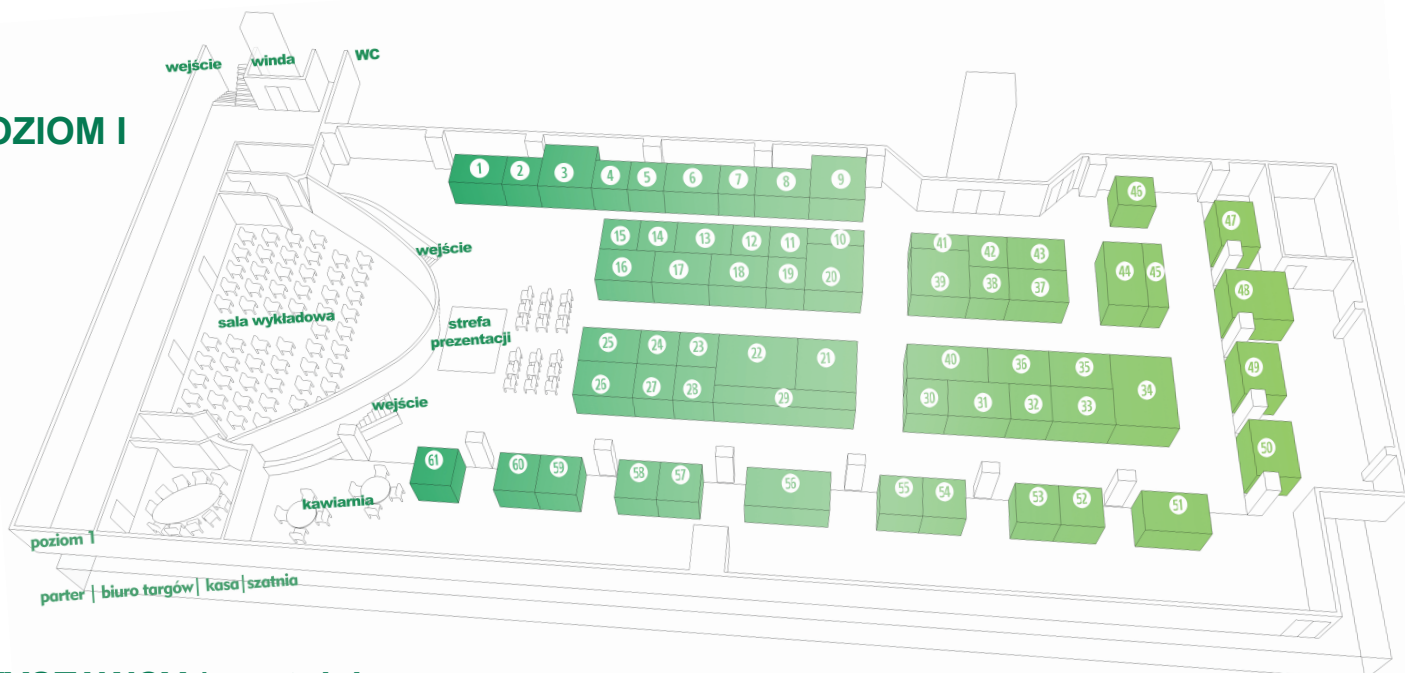 wejście
winda
WC
OZIOM I
1 2 3 4 5 6 7 8 9
46
47
15 14 13 12 11 10
41 42 43
wejście
16 17 18 19 20
39 38 37
44 45
48
sala wykładowa
strefa
prezentacji
25 24 23 22 21
40 36 35 34
49
26 27 28 29
30 31 32 33
wejście
50
61 60 59 58 57 56 55 54 53 52 51
kawiarnia
poziom 1
parter | biuro targów | kasa | szatnia